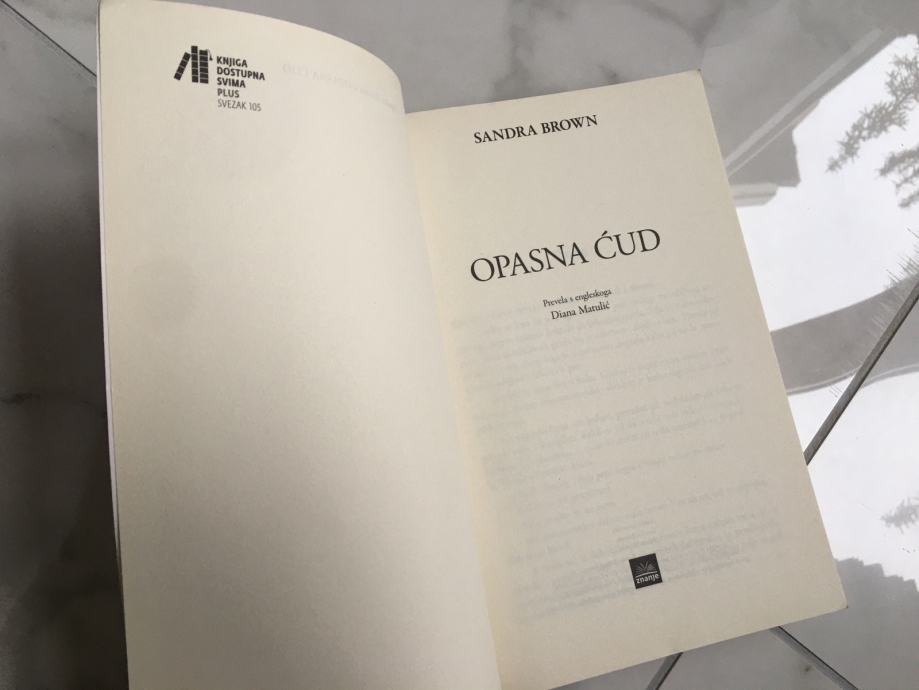 KNJIGA
DOSTUPNA
SVIMA
PLUS
SVEZAK 105
SANDRA BROWN
OPASNA ĆUD
Prevela s engleskoga
Diana Matulić
znanje